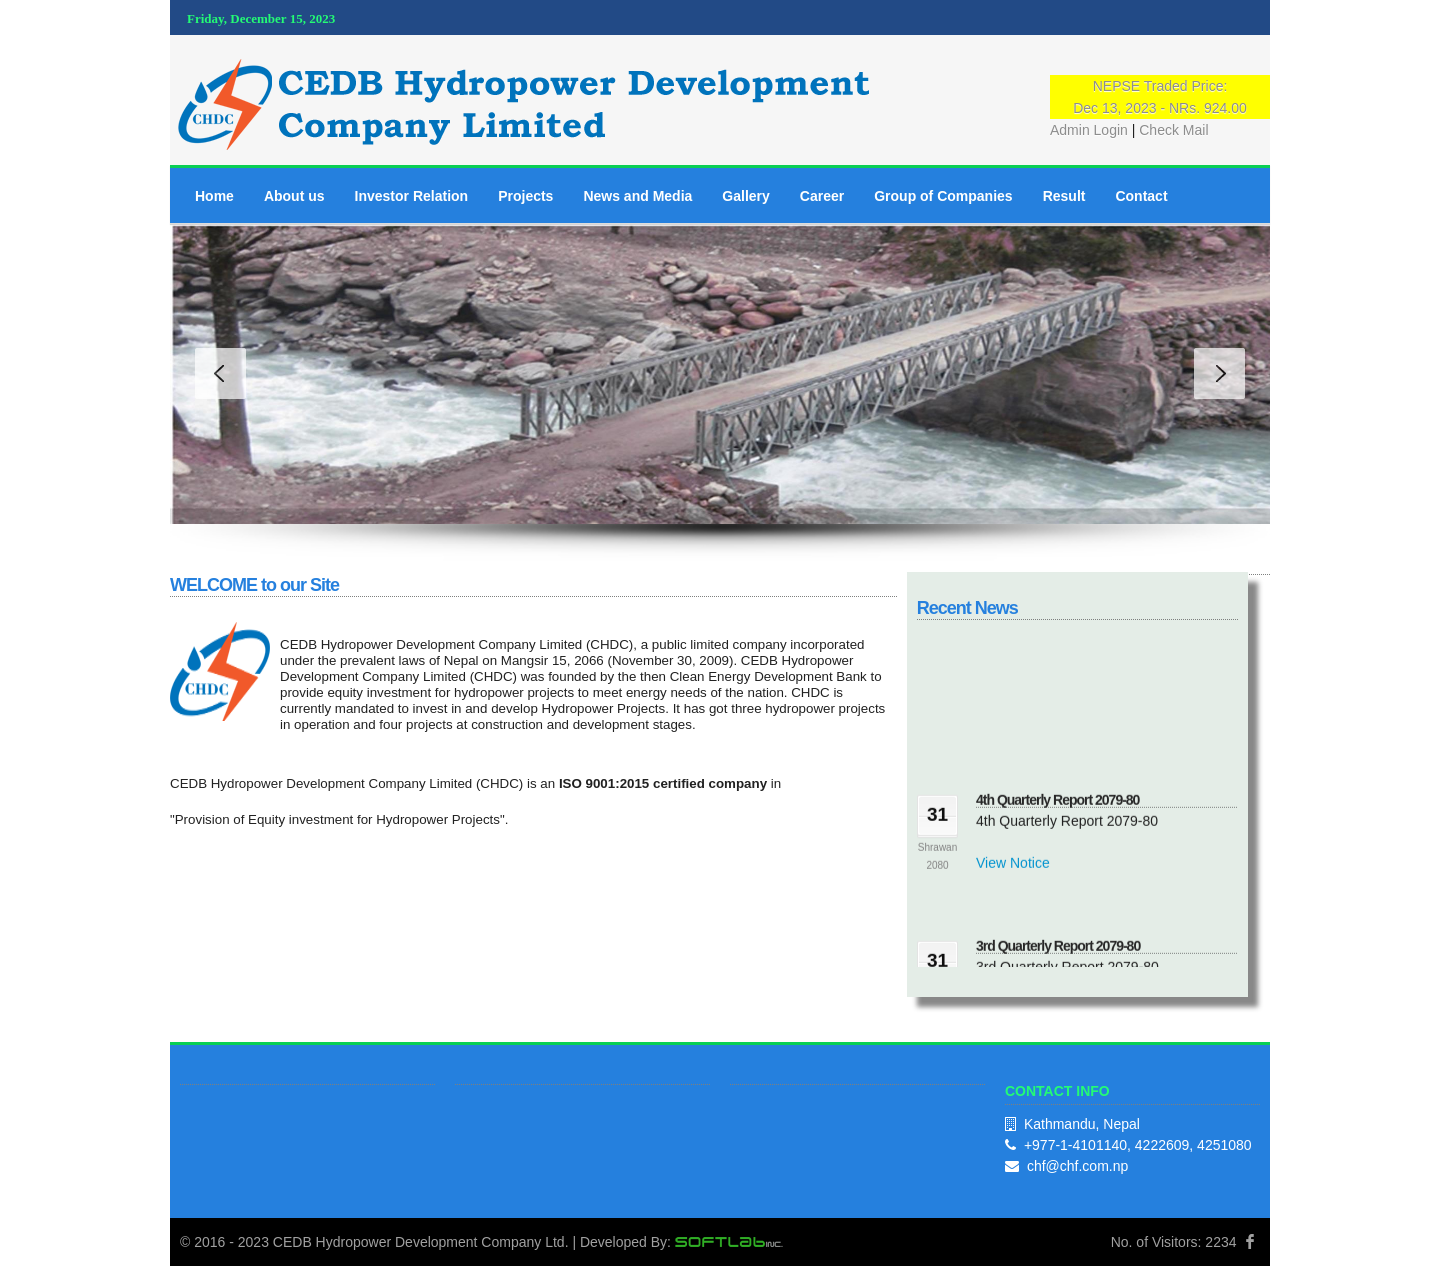 Friday, December 15, 2023
CHDC
CEDB Hydropower Development
Company Limited
NEPSE Traded Price:
Dec 13, 2023 - NRs. 924.00
Admin Login | Check Mail
Home About us Investor Relation Projects News and Media Gallery Career Group of Companies Result Contact
WELCOME to our Site
CHDC
CEDB Hydropower Development Company Limited (CHDC), a public limited company incorporated
under the prevalent laws of Nepal on Mangsir 15, 2066 (November 30, 2009). CEDB Hydropower
Development Company Limited (CHDC) was founded by the then Clean Energy Development Bank to
provide equity investment for hydropower projects to meet energy needs of the nation. CHDC is
currently mandated to invest in and develop Hydropower Projects. It has got three hydropower projects
in operation and four projects at construction and development stages.
CEDB Hydropower Development Company Limited (CHDC) is an ISO 9001:2015 certified company in
"Provision of Equity investment for Hydropower Projects".
Recent News
31
Shrawan
2080
4th Quarterly Report 2079-80
4th Quarterly Report 2079-80
View Notice
31
3rd Quarterly Report 2079-80
3rd Quarterly Report 2079-80
CONTACT INFO
Kathmandu, Nepal
+977-1-4101140, 4222609, 4251080
chf@chf.com.np
© 2016 - 2023 CEDB Hydropower Development Company Ltd. | Developed By: SOFTLab INC.
No. of Visitors: 2234